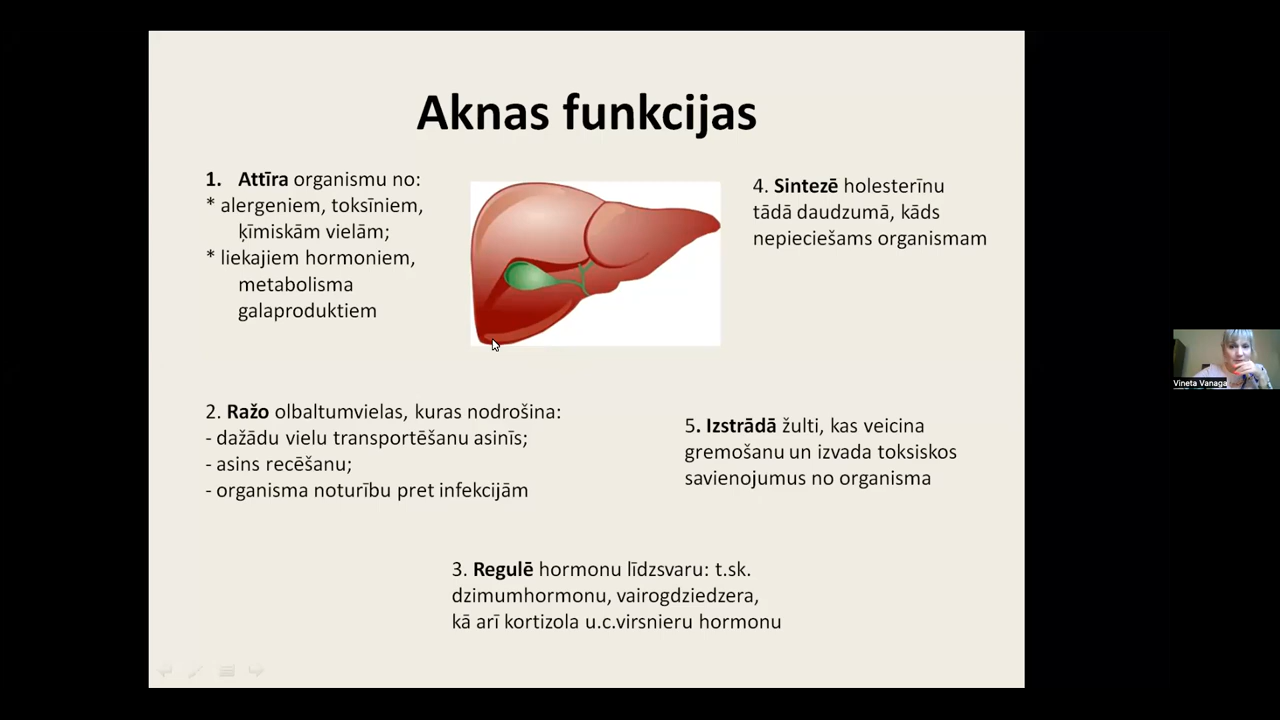 Aknas funkcijas
1. Attīra organismu no:
* alergeniem, toksīniem,
ķīmiskām vielām;
* liekajiem hormoniem,
metabolisma
galaproduktiem
2. Ražo olbaltumvielas, kuras nodrošina:
- dažādu vielu transportēšanu asinīs;
- asins recēšanu;
- organisma noturību pret infekcijām
3. Regulē hormonu līdzsvaru: t.sk.
dzimumhormonu, vairogdziedzera,
kā arī kortizola u.c.virsnieru hormonu
4. Sintezē holesterīnu
tādā daudzumā, kāds
nepieciešams organismam
5. Izstrādā žulti, kas veicina
gremošanu un izvada toksiskos
savienojumus no organisma
Vineta Vanaga